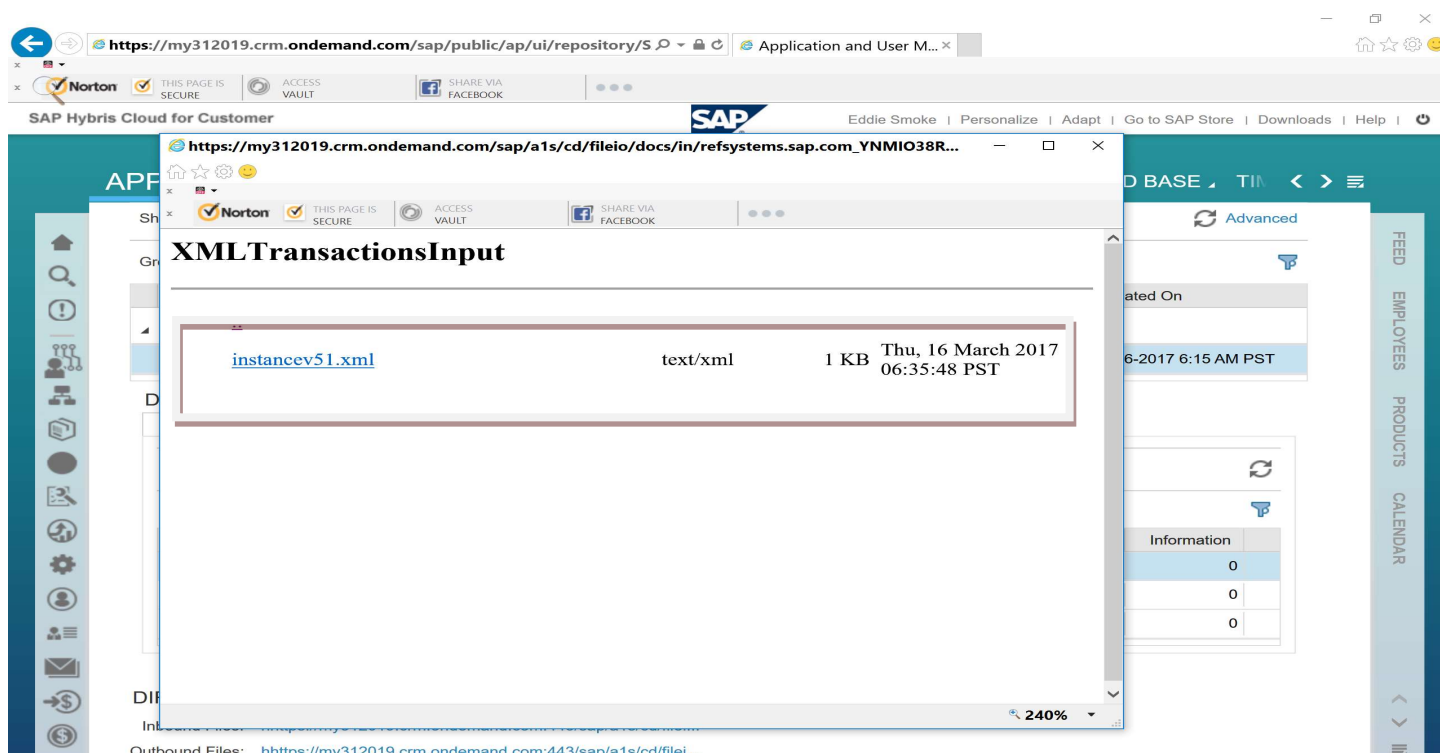 https://my312019.crm.ondemand.com/sap/public/ap/ui/repository/S
Application and User M... ×
x
x Norton THIS PAGE IS SECURE ACCESS VAULT SHARE VIA FACEBOOK
SAP Hybris Cloud for Customer
SAP
Eddie Smoke | Personalize | Adapt | Go to SAP Store | Downloads | Help |
https://my312019.crm.ondemand.com/sap/a1s/cd/fileio/docs/in/refsystems.sap.com_YNMIO38R...
x
x Norton THIS PAGE IS SECURE ACCESS VAULT SHARE VIA FACEBOOK
APP
D BASE
TIM
Sh
Advanced
XMLTransactionsInput
Gr
ated On
..
instancev51.xml text/xml 1 KB Thu, 16 March 2017
06:35:48 PST
6-2017 6:15 AM PST
D
Information
0
0
0
FEED
EMPLOYEES
PRODUCTS
CALENDAR
DI
240%
Outbound Files: hhttps://my312019.crm.ondemand.com:443/sap/a1s/cd/filei...